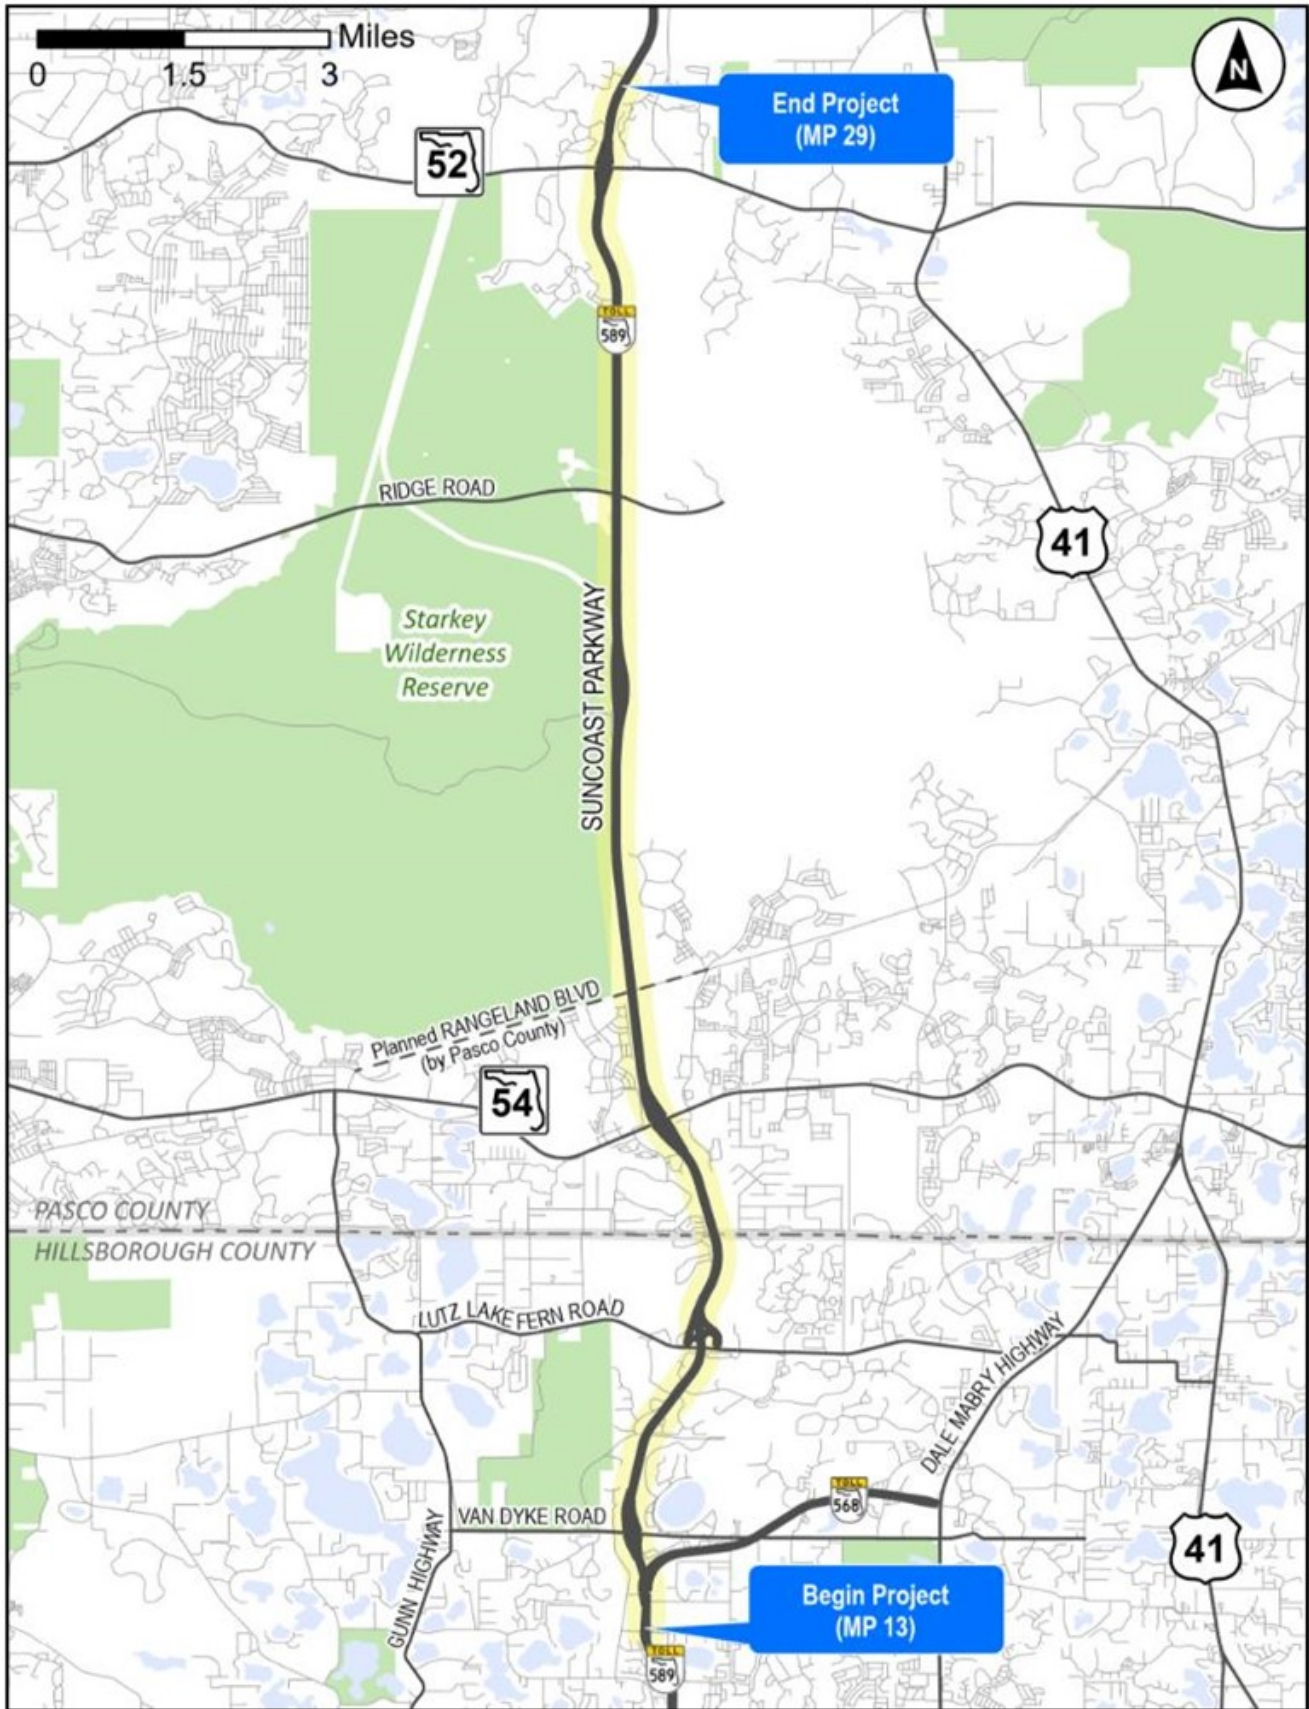 Miles
0 1.5 3
N
End Project
(MP 29)
52
TOLL
589
RIDGE ROAD
41
Starkey
Wilderness
Reserve
SUNCOAST PARKWAY
Planned RANGELAND BLVD
(by Pasco County)
54
PASCO COUNTY
HILLSBOROUGH COUNTY
LUTZ LAKE FERN ROAD
DALE MABRY HIGHWAY
TOLL
568
VAN DYKE ROAD
GUNN HIGHWAY
41
Begin Project
(MP 13)
TOLL
589